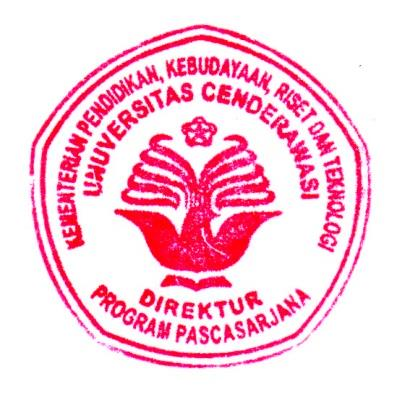 KEMENTERIAN PENDIDIKAN, KEBUDAYAAN, RISET DAN TEKNOLOGI
UNIVERSITAS CENDERAWASI
DIREKTUR
PROGRAM PASCASARJANA